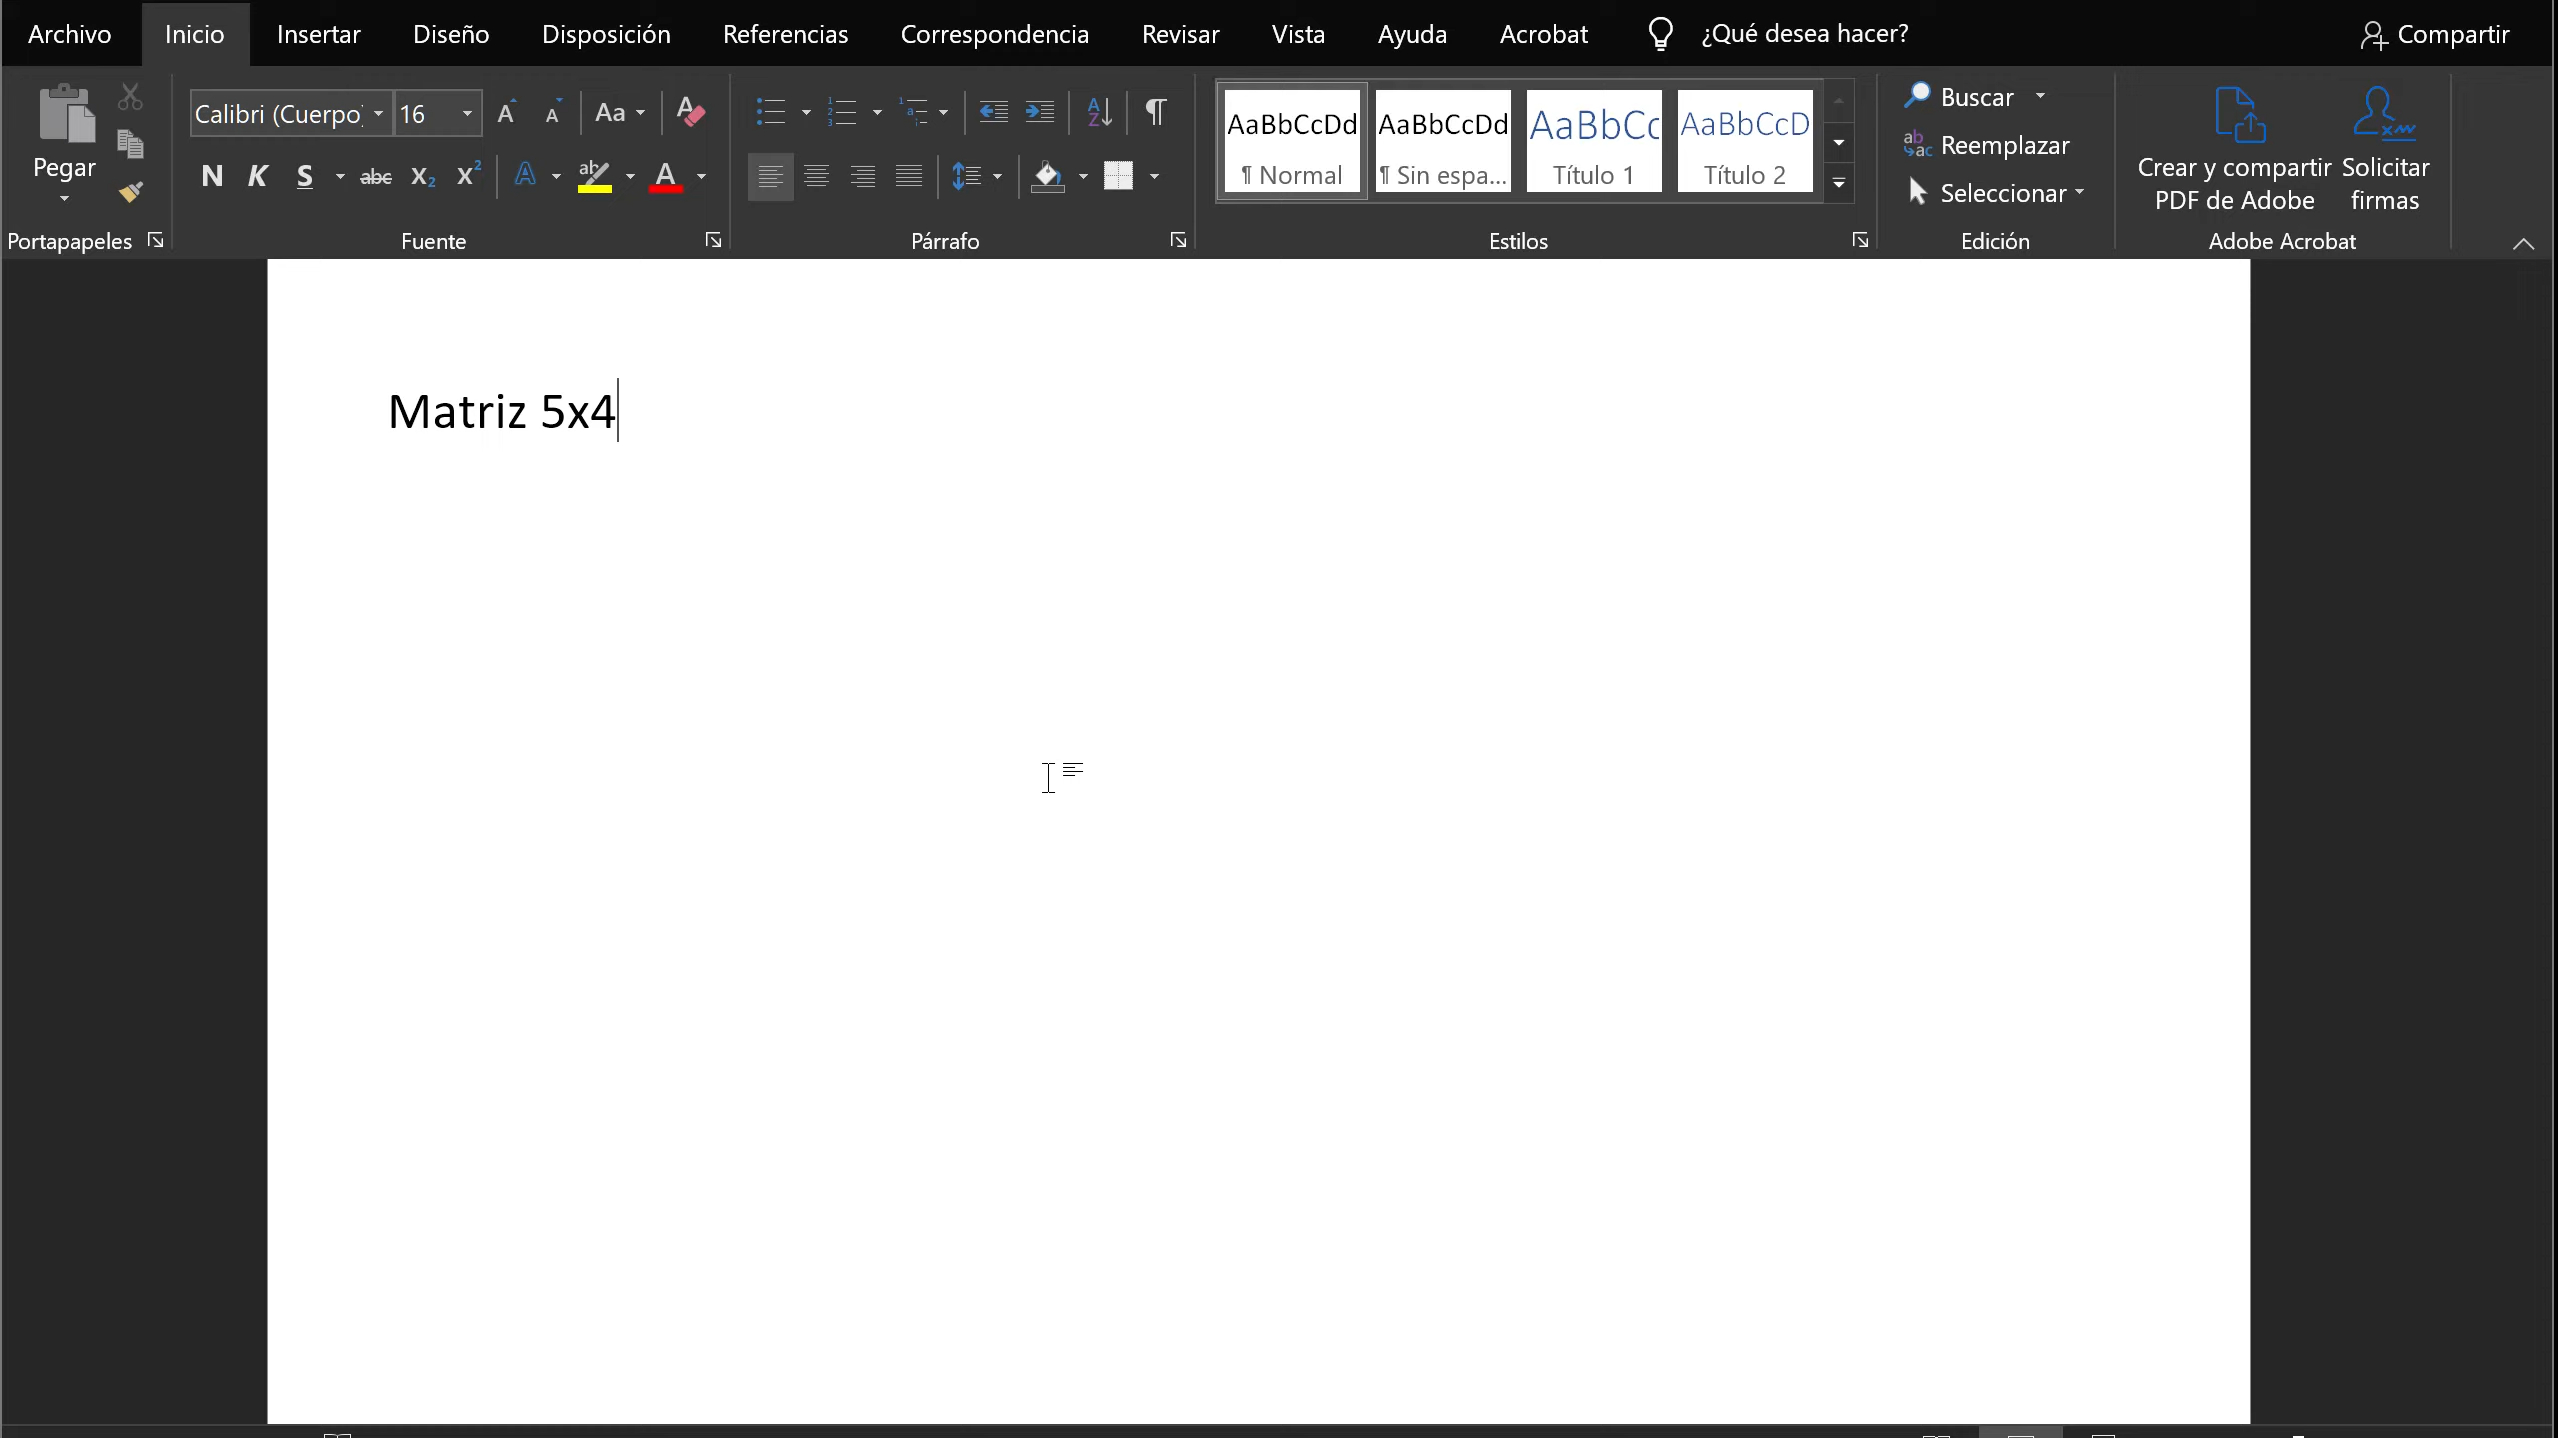 Archivo Inicio Insertar Diseño Disposición Referencias Correspondencia Revisar Vista Ayuda Acrobat ¿Qué desea hacer? Compartir
Pegar
Portapapeles
Calibri (Cuerpo) 16 Aa
N K S abc X₂ X² A ab A
Fuente
Párrafo
AaBbCcDd AaBbCcDd AaBbCc AaBbCcD
¶ Normal ¶ Sin espa... Título 1 Título 2
Estilos
Buscar
Reemplazar
Seleccionar
Edición
Crear y compartir PDF de Adobe
Solicitar firmas
Adobe Acrobat
Matriz 5x4